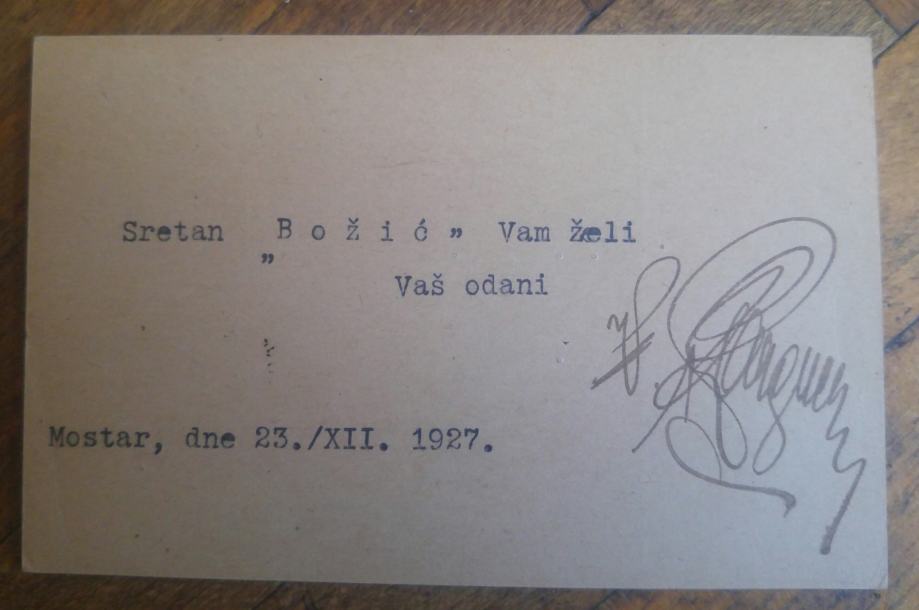 Sretan „B o ž i ć „ Vam želi
Vaš odani
Mostar, dne 23./XII. 1927.